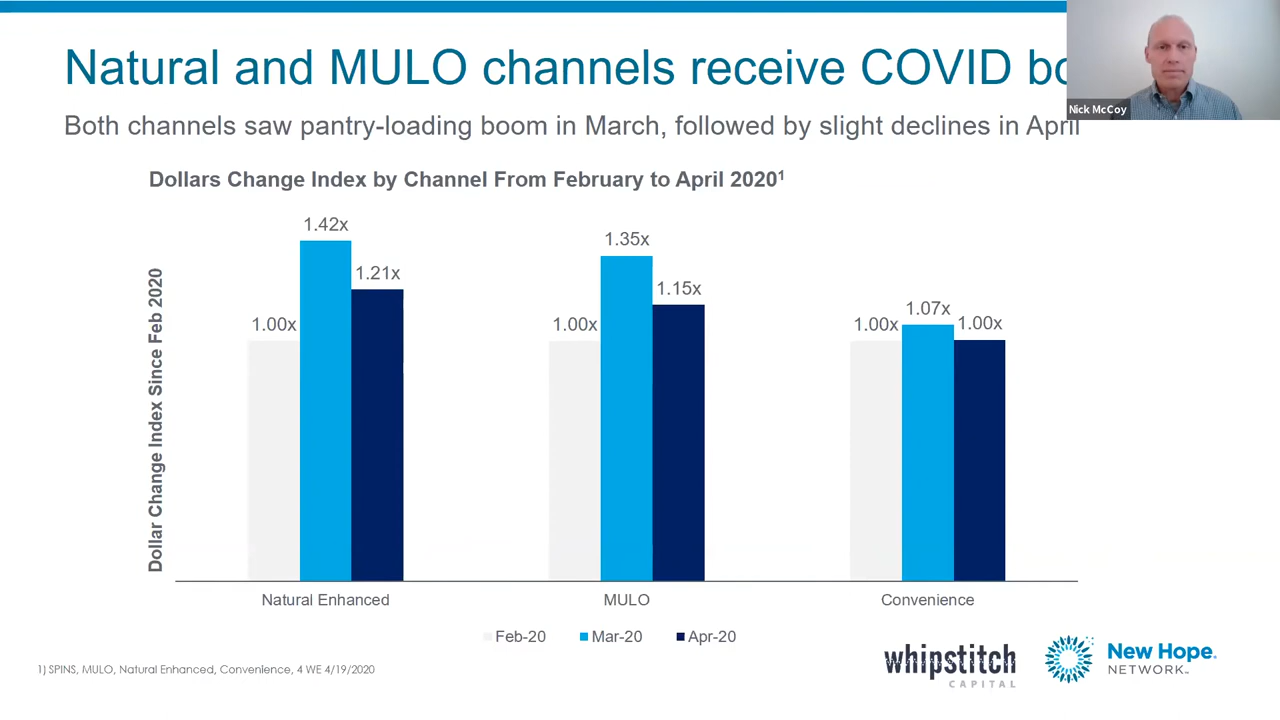 Natural and MULO channels receive COVID
Nick McCoy
Both channels saw pantry-loading boom in March, followed by slight declines in April
Dollars Change Index by Channel From February to April 2020¹
Dollar Change Index Since Feb 2020
1.00x 1.42x 1.21x
1.00x 1.35x 1.15x
1.00x 1.07x 1.00x
Natural Enhanced MULO Convenience
Feb-20 Mar-20 Apr-20
1) SPINS, MULO, Natural Enhanced, Convenience, 4 WE 4/19/2020
whipstitch
CAPITAL
New Hope.
NETWORK